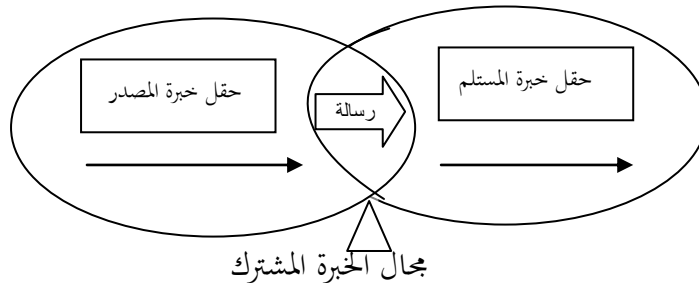 حقل خبرة المستلم
حقل خبرة المصدر
رسالة
مجال الخبرة المشترك